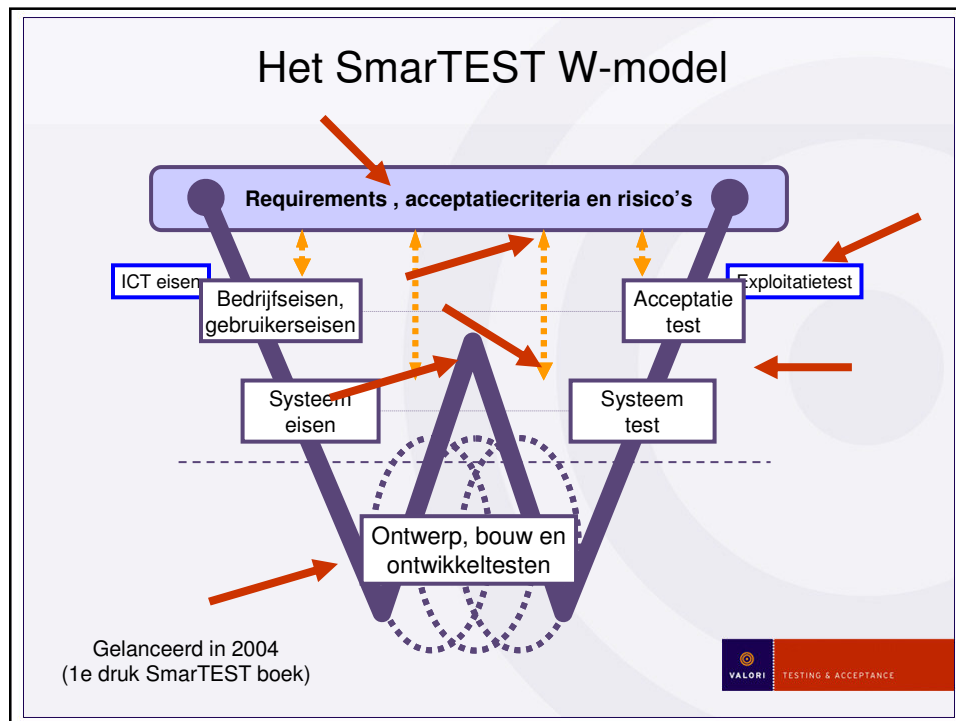 Het SmarTEST W-model
Requirements , acceptatiecriteria en risico's
ICT eisen
Bedrijfseisen,
gebruikerseisen
Acceptatie
test
Exploitatietest
Systeem
eisen
Systeem
test
Ontwerp, bouw en
ontwikkeltesten
Gelanceerd in 2004
(1e druk SmarTEST boek)
VALORI
TESTING & ACCEPTANCE